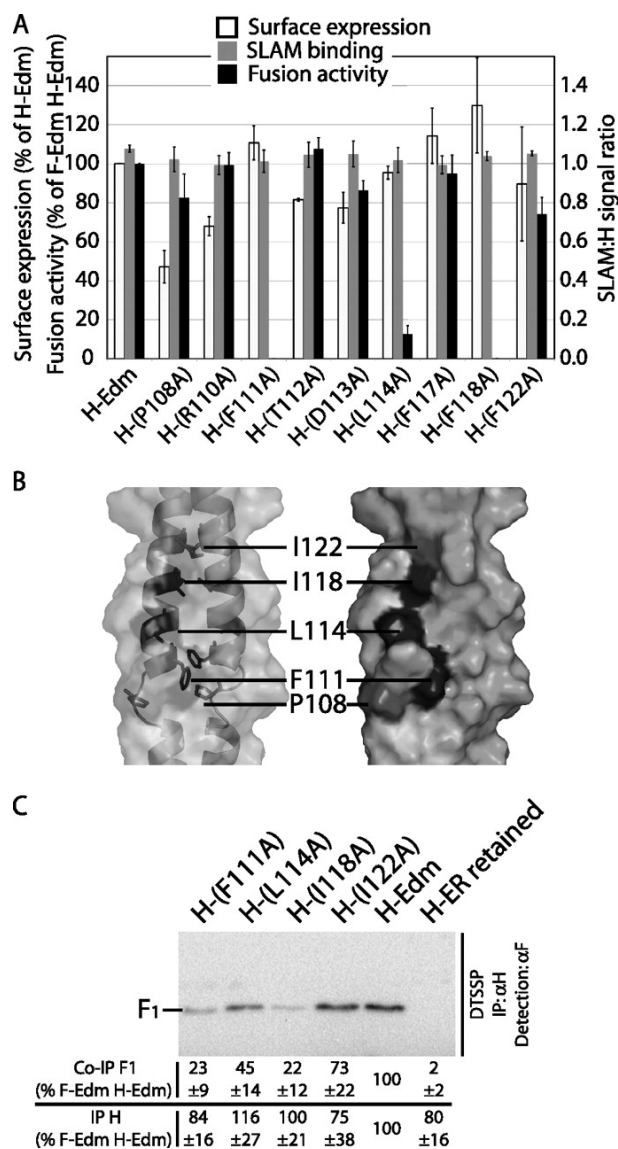 A
Surface expression
SLAM binding
Fusion activity
Surface expression (% of H-Edm)
Fusion activity (% of F-Edm H-Edm)
140
120
100
80
60
40
20
0
1.4
1.2
1.0
0.8
0.6
0.4
0.2
0.0
SLAM:H signal ratio
H-Edm
H-(P108A)
H-(R110A)
H-(F111A)
H-(T112A)
H-(D113A)
H-(L114A)
H-(F117A)
H-(F118A)
H-(F122A)
B
I122
I118
L114
F111
P108
C
H-(F111A)
H-(L114A)
H-(I118A)
H-(I122A)
H-Edm
H-ER retained
F1
DTSSP
IP: αH
Detection: αF
Co-IP F1 23 45 22 73 100 2
(% F-Edm H-Edm) ±9 ±14 ±12 ±22 ±2
IP H 84 116 100 75 100 80
(% F-Edm H-Edm) ±16 ±27 ±21 ±38 ±16